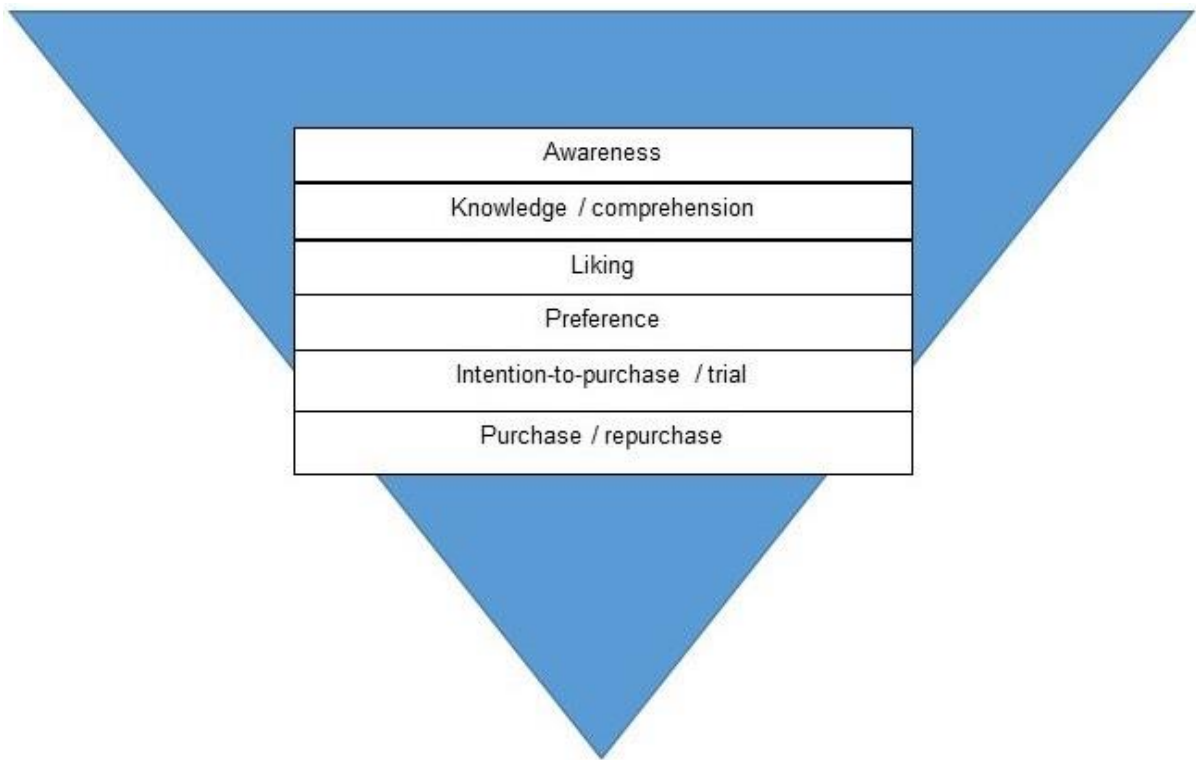 Awareness
Knowledge / comprehension
Liking
Preference
Intention-to-purchase / trial
Purchase / repurchase